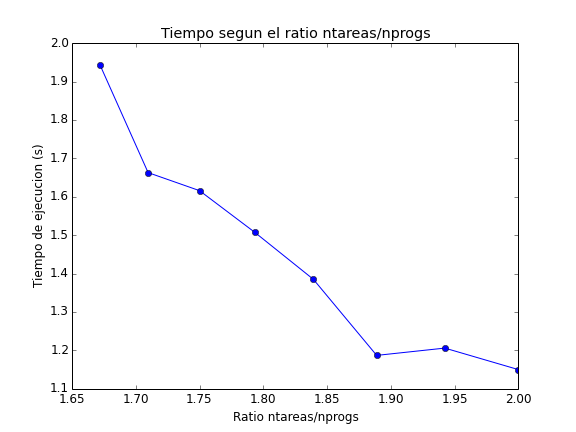 Tiempo segun el ratio ntareas/nprogs
2.0
1.9
1.8
1.7
1.6
1.5
1.4
1.3
1.2
1.1
Tiempo de ejecucion (s)
1.65 1.70 1.75 1.80 1.85 1.90 1.95 2.00
Ratio ntareas/nprogs